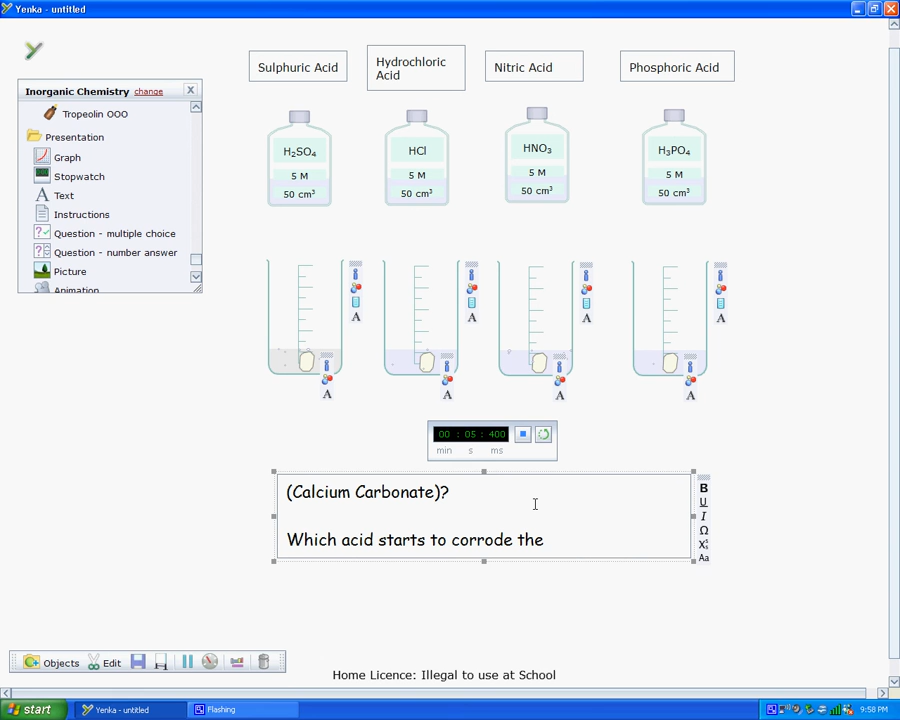 Yenka - untitled
Sulphuric Acid
Hydrochloric
Acid
Nitric Acid
Phosphoric Acid
Inorganic Chemistry change X
Tropeolin OOO
Presentation
Graph
Stopwatch
A Text
Instructions
Question - multiple choice
Question - number answer
Picture
Animation
H₂SO₄
5 M
50 cm³
HCl
5 M
50 cm³
HNO₃
5 M
50 cm³
H₃PO₄
5 M
50 cm³
A
A
A
A
A
A
A
A
00 : 05 : 400
min s ms
(Calcium Carbonate)?
Which acid starts to corrode the
B
U
I
Ω
X
Aa
Objects Edit
Home Licence: Illegal to use at School
start
Yenka - untitled
Flashing
9:58 PM